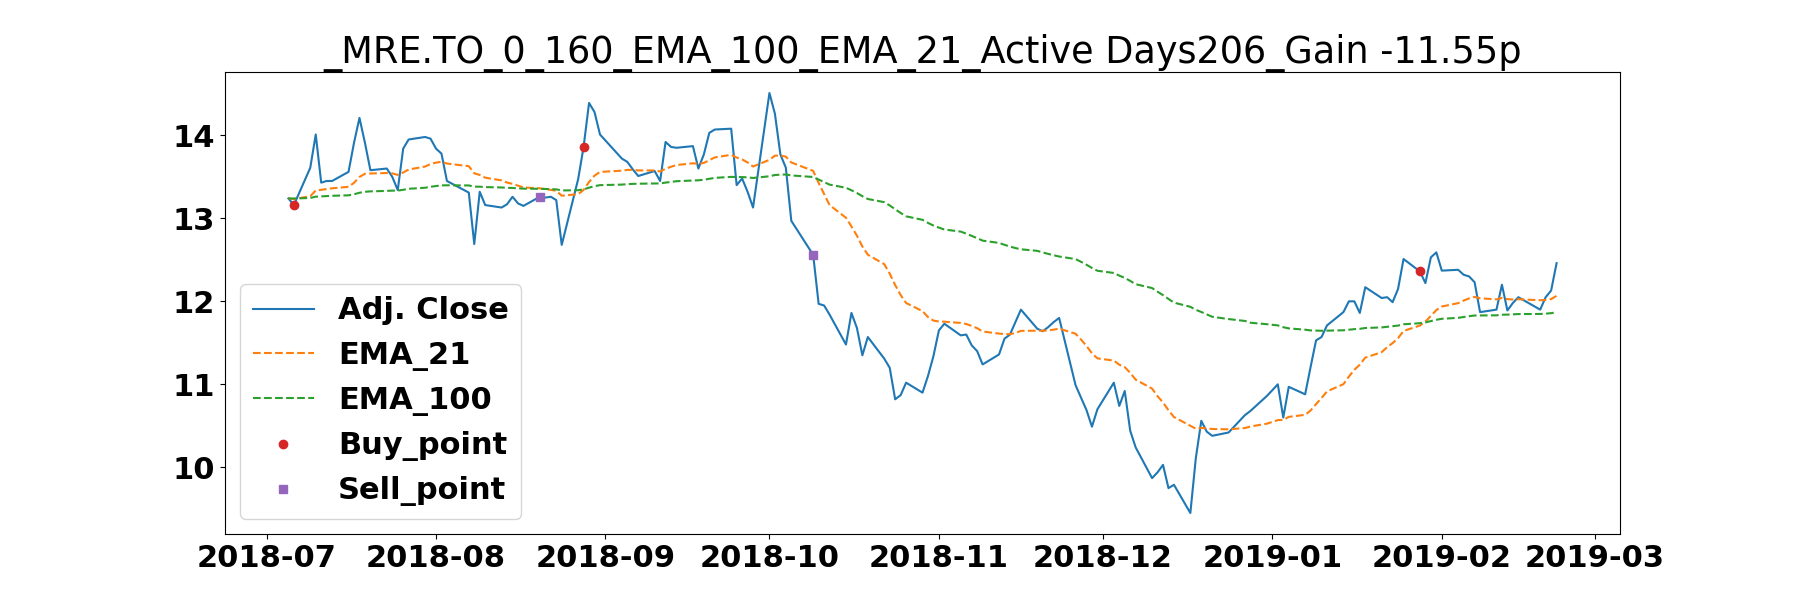 _MRE.TO_0_160_EMA_100_EMA_21_Active Days206_Gain -11.55p
14
13
12
11
10
Adj. Close
EMA_21
EMA_100
Buy_point
Sell_point
2018-07 2018-08 2018-09 2018-10 2018-11 2018-12 2019-01 2019-02 2019-03